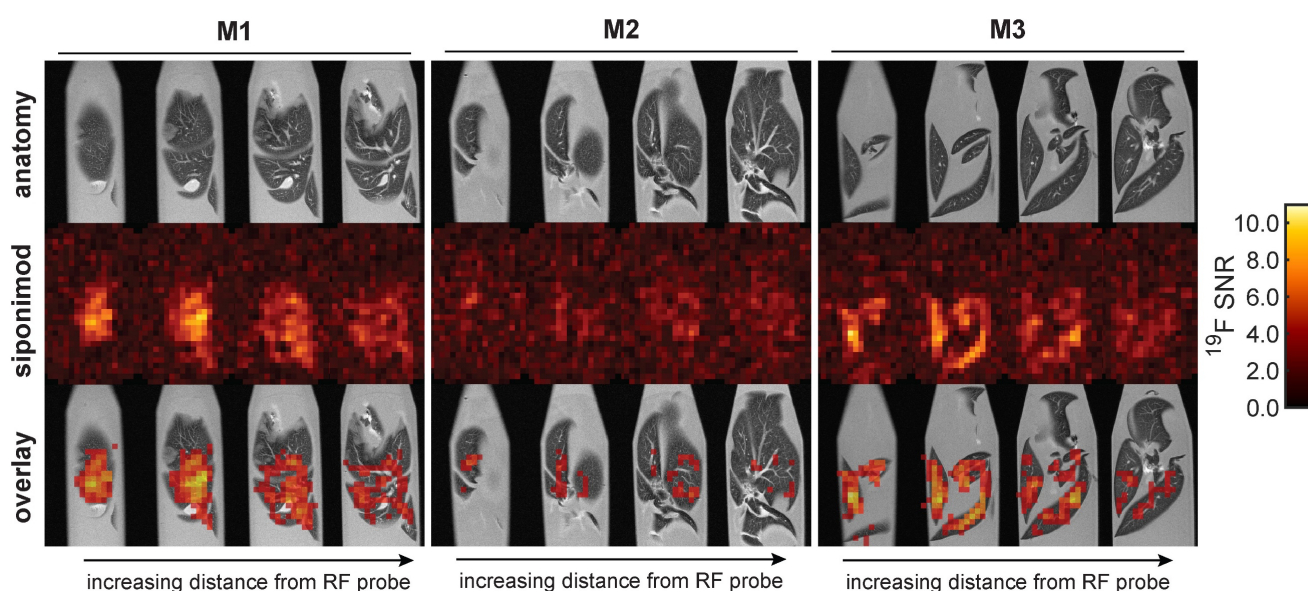 M1
M2
M3
anatomy
siponimod
overlay
10.0
8.0
6.0
4.0
2.0
0.0
19F SNR
increasing distance from RF probe
increasing distance from RF probe
increasing distance from RF probe